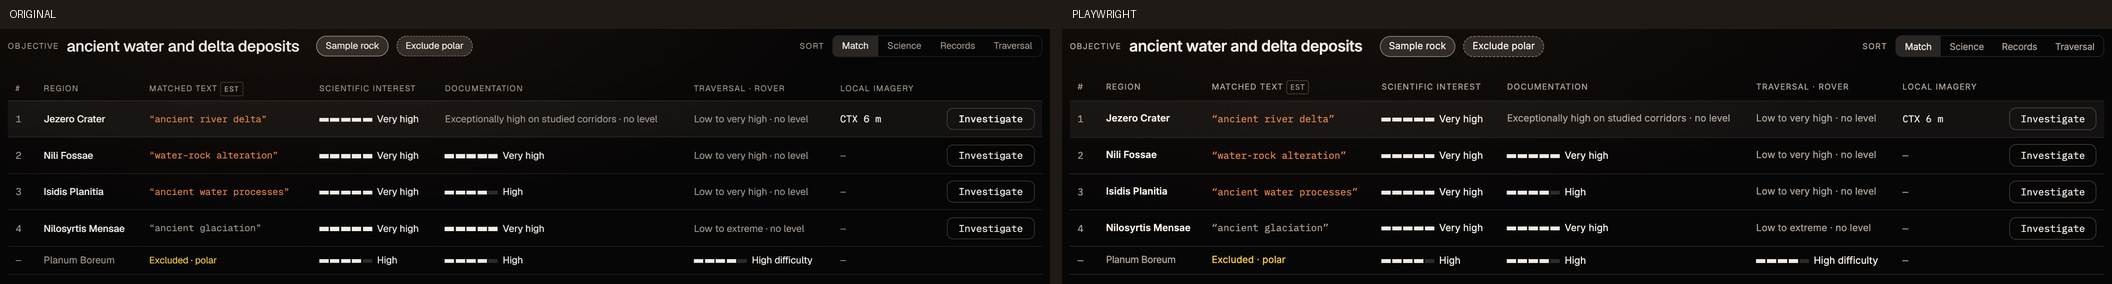 ORIGINAL
OBJECTIVE ancient water and delta deposits Sample rock Exclude polar SORT Match Science Records Traversal
# REGION MATCHED TEXT EST SCIENTIFIC INTEREST DOCUMENTATION TRAVERSAL · ROVER LOCAL IMAGERY
1 Jezero Crater “ancient river delta” Very high Exceptionally high on studied corridors · no level Low to very high · no level CTX 6 m Investigate
2 Nili Fossae “water-rock alteration” Very high Very high Low to very high · no level — Investigate
3 Isidis Planitia “ancient water processes” Very high High Low to very high · no level — Investigate
4 Nilosyrtis Mensae “ancient glaciation” Very high Very high Low to extreme · no level — Investigate
— Planum Boreum Excluded · polar High High High difficulty —
PLAYWRIGHT
OBJECTIVE ancient water and delta deposits Sample rock Exclude polar SORT Match Science Records Traversal
# REGION MATCHED TEXT EST SCIENTIFIC INTEREST DOCUMENTATION TRAVERSAL · ROVER LOCAL IMAGERY
1 Jezero Crater “ancient river delta” Very high Exceptionally high on studied corridors · no level Low to very high · no level CTX 6 m Investigate
2 Nili Fossae “water-rock alteration” Very high Very high Low to very high · no level — Investigate
3 Isidis Planitia “ancient water processes” Very high High Low to very high · no level — Investigate
4 Nilosyrtis Mensae “ancient glaciation” Very high Very high Low to extreme · no level — Investigate
— Planum Boreum Excluded · polar High High High difficulty —